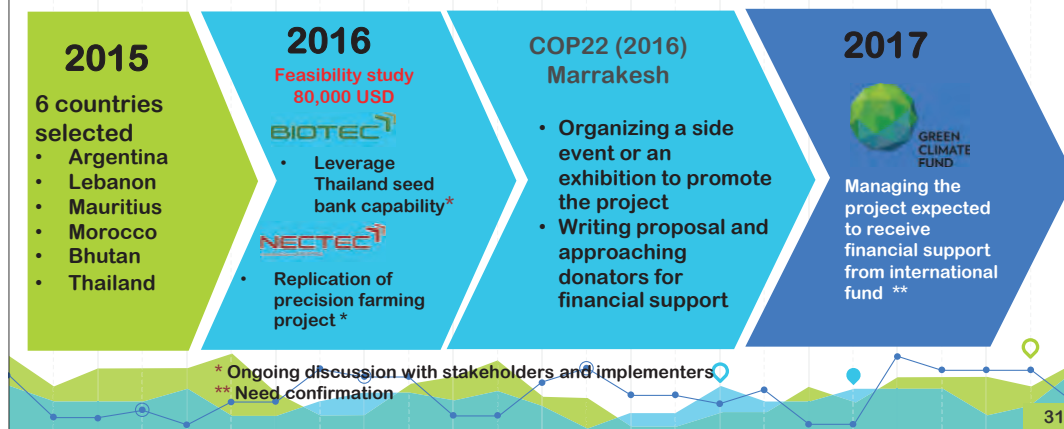 2015
6 countries
selected
• Argentina
• Lebanon
• Mauritius
• Morocco
• Bhutan
• Thailand
2016
Feasibility study
80,000 USD
BIOTEC
• Leverage
Thailand seed
bank capability*
NECTEC
• Replication of
precision farming
project *
COP22 (2016)
Marrakesh
• Organizing a side
event or an
exhibition to promote
the project
• Writing proposal and
approaching
donators for
financial support
2017
GREEN
CLIMATE
FUND
Managing the
project expected
to receive
financial support
from international
fund **
* Ongoing discussion with stakeholders and implementers
** Need confirmation
31